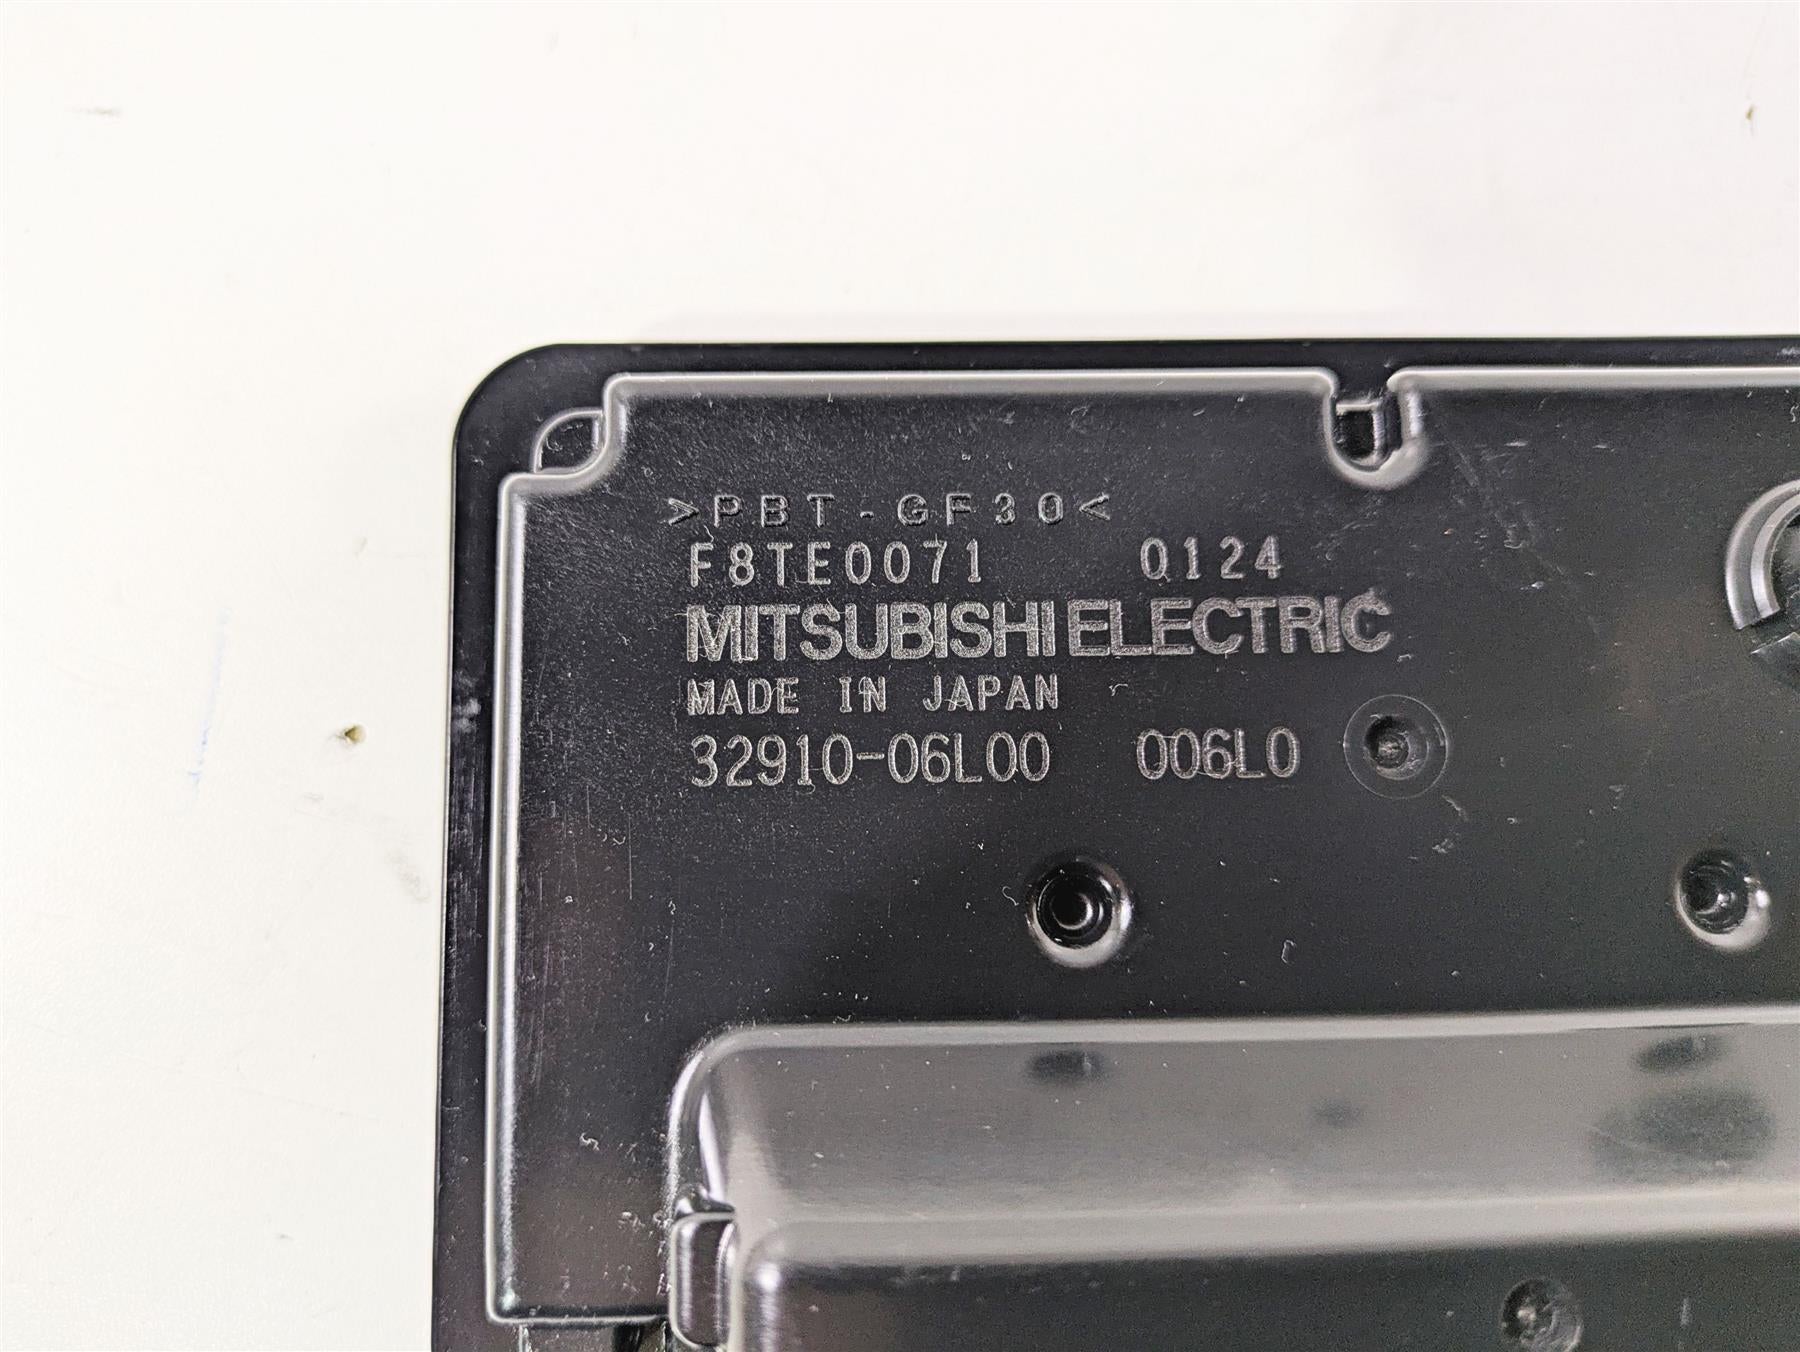 >PBT-GF30<
F8TE0071 0124
MITSUBISHI ELECTRIC
MADE IN JAPAN
32910-06L00 006L0